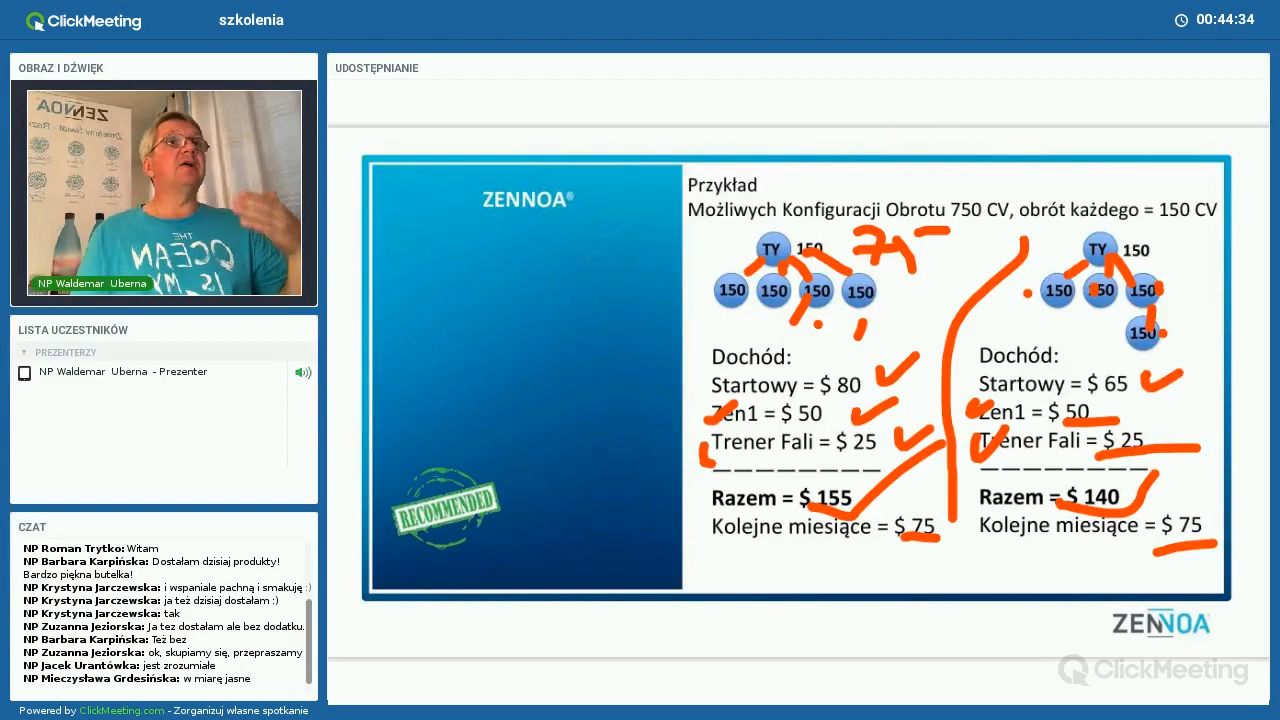 ClickMeeting
szkolenia
00:44:34
OBRAZ I DŹWIĘK
ZENNOA
THE
OCEAN
IS MY
NP Waldemar Uberna
LISTA UCZESTNIKÓW
PREZENTERZY
NP Waldemar Uberna - Prezenter
CZAT
NP Roman Trytko: Witam
NP Barbara Karpińska: Dostałam dzisiaj produkty!
Bardzo piękna butelka!
NP Krystyna Jarczewska: i wspaniale pachną i smakuję :)
NP Krystyna Jarczewska: ja też dzisiaj dostałam :)
NP Krystyna Jarczewska: tak
NP Zuzanna Jeziorska: Ja tez dostałam ale bez dodatku.
NP Barbara Karpińska: Też bez
NP Zuzanna Jeziorska: ok, skupiamy się, przepraszamy
NP Jacek Urantówka: jest zrozumiałe
NP Mieczysława Grdesińska: w miarę jasne
Powered by ClickMeeting.com - Zorganizuj własne spotkanie
UDOSTĘPNIANIE
ZENNOA®
RECOMMENDED
Przykład
Możliwych Konfiguracji Obrotu 750 CV, obrót każdego = 150 CV
TY 150
150 150 150 150
Dochód:
Startowy = $ 80
Zen1 = $ 50
Trener Fali = $ 25
— — — — — — — —
Razem = $ 155
Kolejne miesiące = $ 75
TY 150
150 150 150
150
Dochód:
Startowy = $ 65
Zen1 = $ 50
Trener Fali = $ 25
— — — — — — — —
Razem = $ 140
Kolejne miesiące = $ 75
ZENNOA
ClickMeeting